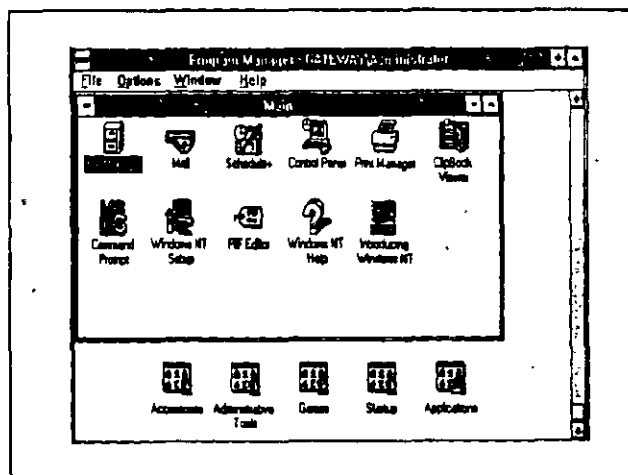 Program Manager - GATEWAY\Administrator
File Options Window Help
Main
Mail Schedule+ Control Panel Print Manager ClipBook Viewer
Command Prompt Windows NT Setup PIF Editor Windows NT Help Introducing Windows NT
Accessories Administrative Tools Games Startup Applications